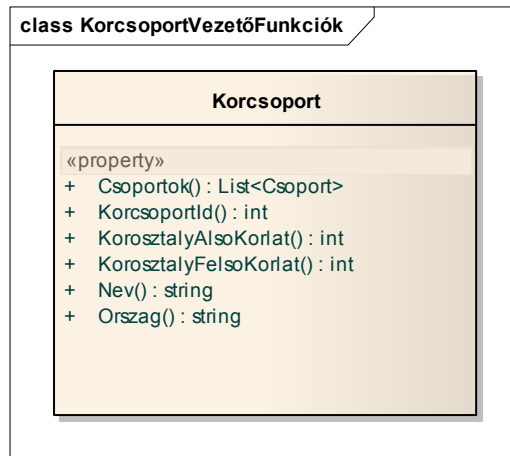 class KorcsoportVezetőFunkciók
Korcsoport
«property»
+ Csoportok() : List<Csoport>
+ KorcsoportId() : int
+ KorosztalyAlsoKorlat() : int
+ KorosztalyFelsoKorlat() : int
+ Nev() : string
+ Orszag() : string